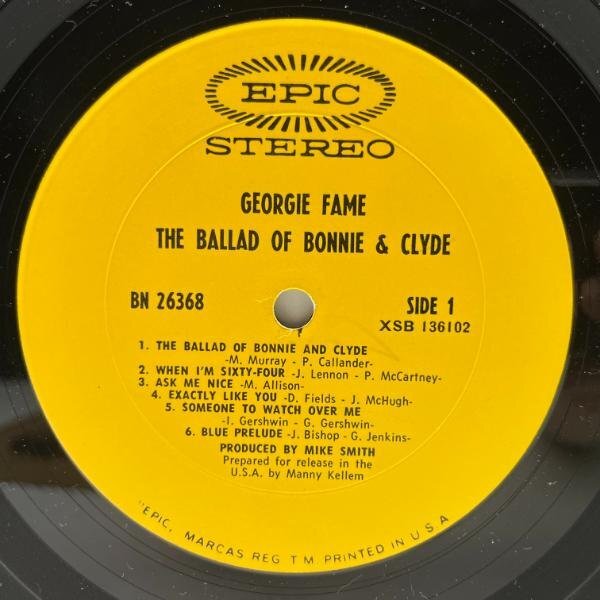 EPIC
STEREO
GEORGIE FAME
THE BALLAD OF BONNIE & CLYDE
BN 26368 SIDE 1
XSB 136102
1. THE BALLAD OF BONNIE AND CLYDE
-M. Murray - P. Callander-
2. WHEN I'M SIXTY-FOUR -J. Lennon - P. McCartney-
3. ASK ME NICE -M. Allison-
4. EXACTLY LIKE YOU -D. Fields - J. McHugh-
5. SOMEONE TO WATCH OVER ME
-I. Gershwin - G. Gershwin-
6. BLUE PRELUDE -J. Bishop - G. Jenkins-
PRODUCED BY MIKE SMITH
Prepared for release in the
U.S.A. by Manny Kellem
"EPIC, MARCAS REG. T.M. PRINTED IN U.S.A.